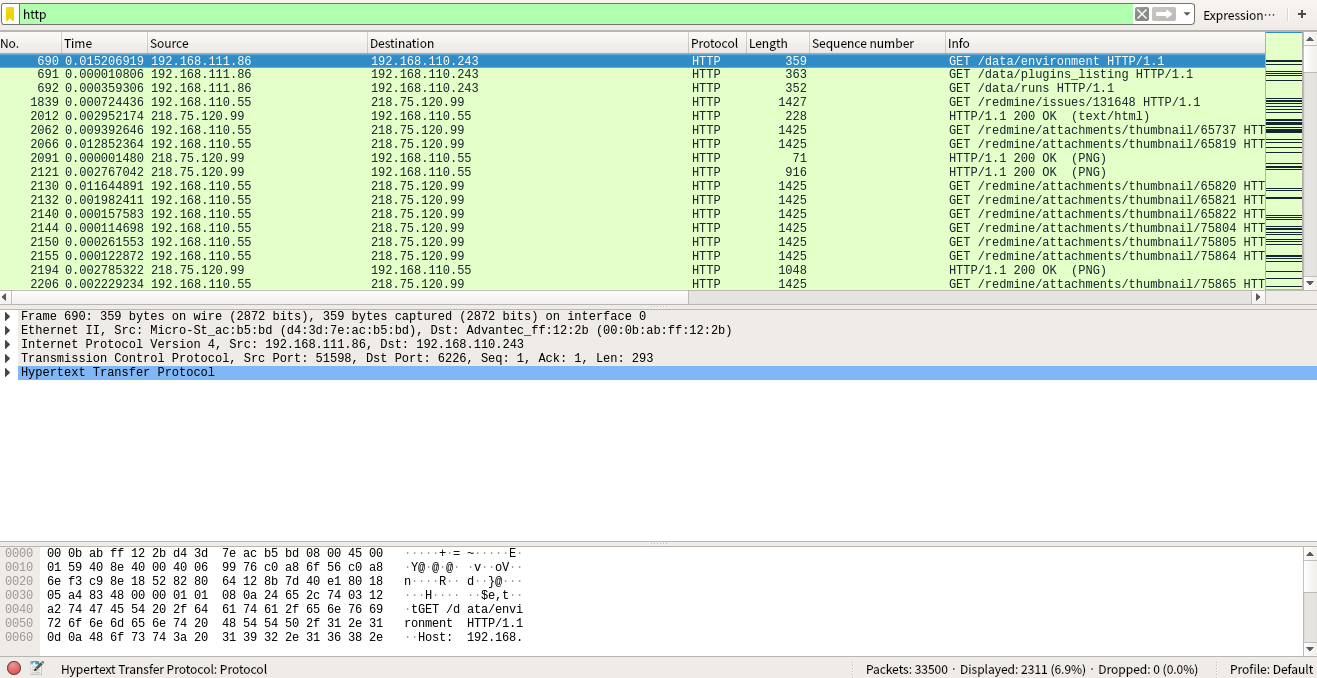 http Expression··· +
No. Time Source Destination Protocol Length Sequence number Info
690 0.015206919 192.168.111.86 192.168.110.243 HTTP 359 GET /data/environment HTTP/1.1
691 0.000010806 192.168.111.86 192.168.110.243 HTTP 363 GET /data/plugins_listing HTTP/1.1
692 0.000359306 192.168.111.86 192.168.110.243 HTTP 352 GET /data/runs HTTP/1.1
1839 0.000724436 192.168.110.55 218.75.120.99 HTTP 1427 GET /redmine/issues/131648 HTTP/1.1
2012 0.002952174 218.75.120.99 192.168.110.55 HTTP 228 HTTP/1.1 200 OK (text/html)
2062 0.009392646 192.168.110.55 218.75.120.99 HTTP 1425 GET /redmine/attachments/thumbnail/65737 HTT
2066 0.012852364 192.168.110.55 218.75.120.99 HTTP 1425 GET /redmine/attachments/thumbnail/65819 HTT
2091 0.000001480 218.75.120.99 192.168.110.55 HTTP 71 HTTP/1.1 200 OK (PNG)
2121 0.002767042 218.75.120.99 192.168.110.55 HTTP 916 HTTP/1.1 200 OK (PNG)
2130 0.011644891 192.168.110.55 218.75.120.99 HTTP 1425 GET /redmine/attachments/thumbnail/65820 HTT
2132 0.001982411 192.168.110.55 218.75.120.99 HTTP 1425 GET /redmine/attachments/thumbnail/65821 HTT
2140 0.000157583 192.168.110.55 218.75.120.99 HTTP 1425 GET /redmine/attachments/thumbnail/65822 HTT
2144 0.000114698 192.168.110.55 218.75.120.99 HTTP 1425 GET /redmine/attachments/thumbnail/75804 HTT
2150 0.000261553 192.168.110.55 218.75.120.99 HTTP 1425 GET /redmine/attachments/thumbnail/75805 HTT
2155 0.000122872 192.168.110.55 218.75.120.99 HTTP 1425 GET /redmine/attachments/thumbnail/75864 HTT
2194 0.002785322 218.75.120.99 192.168.110.55 HTTP 1048 HTTP/1.1 200 OK (PNG)
2206 0.002229234 192.168.110.55 218.75.120.99 HTTP 1425 GET /redmine/attachments/thumbnail/75865 HTT
Frame 690: 359 bytes on wire (2872 bits), 359 bytes captured (2872 bits) on interface 0
Ethernet II, Src: Micro-St_ac:b5:bd (d4:3d:7e:ac:b5:bd), Dst: Advantec_ff:12:2b (00:0b:ab:ff:12:2b)
Internet Protocol Version 4, Src: 192.168.111.86, Dst: 192.168.110.243
Transmission Control Protocol, Src Port: 51598, Dst Port: 6226, Seq: 1, Ack: 1, Len: 293
Hypertext Transfer Protocol
0000 00 0b ab ff 12 2b d4 3d 7e ac b5 bd 08 00 45 00 ·····+·= ~·····E·
0010 01 59 40 8e 40 00 40 06 99 76 c0 a8 6f 56 c0 a8 ·Y@·@·@· ·v··oV··
0020 6e f3 c9 8e 18 52 82 80 64 12 8b 7d 40 e1 80 18 n····R·· d··}@···
0030 05 a4 83 48 00 00 01 01 08 0a 24 65 2c 74 03 12 ···H···· ··$e,t··
0040 a2 74 47 45 54 20 2f 64 61 74 61 2f 65 6e 76 69 ·tGET /d ata/envi
0050 72 6f 6e 6d 65 6e 74 20 48 54 54 50 2f 31 2e 31 ronment HTTP/1.1
0060 0d 0a 48 6f 73 74 3a 20 31 39 32 2e 31 36 38 2e ··Host: 192.168.
Hypertext Transfer Protocol: Protocol Packets: 33500 · Displayed: 2311 (6.9%) · Dropped: 0 (0.0%) Profile: Default